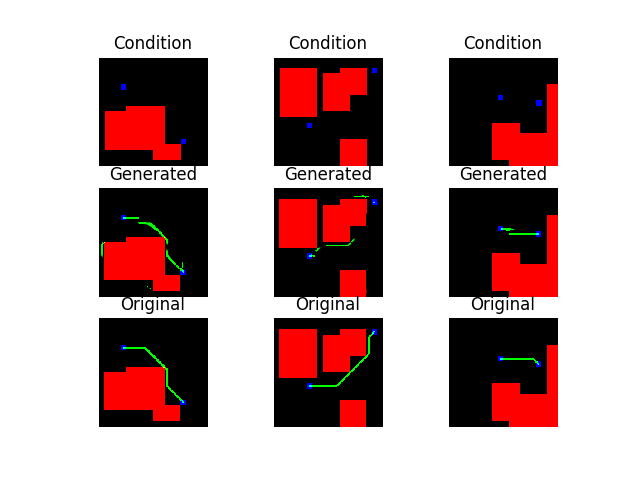 Condition Condition Condition
Generated Generated Generated
Original Original Original